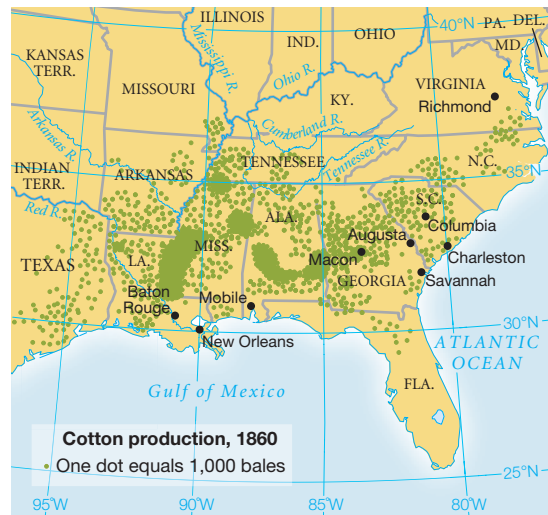 ILLINOIS
40°N
PA.
DEL.
IND.
OHIO
MD.
KANSAS
TERR.
Mississippi R.
MISSOURI
Ohio R.
VIRGINIA
Richmond
KY.
Arkansas R.
Cumberland R.
INDIAN
TERR.
ARKANSAS
TENNESSEE
Tennessee R.
N.C.
35°N
Red R.
S.C.
ALA.
Columbia
MISS.
Augusta
Charleston
Macon
TEXAS
LA.
GEORGIA
Savannah
Baton
Rouge
Mobile
30°N
New Orleans
ATLANTIC
OCEAN
Gulf of Mexico
FLA.
Cotton production, 1860
One dot equals 1,000 bales
25°N
95°W
90°W
85°W
80°W